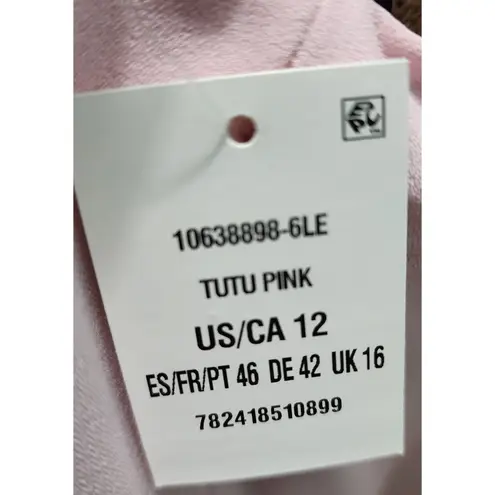 10638898-6LE
TUTU PINK
US/CA 12
ES/FR/PT 46 DE 42 UK 16
782418510899